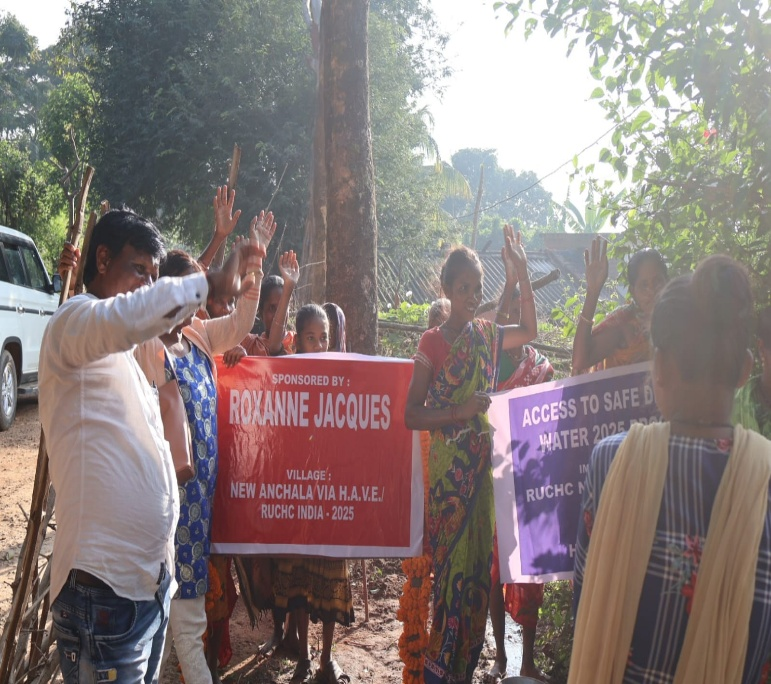 SPONSORED BY :
ROXANNE JACQUES
VILLAGE :
NEW ANCHALA VIA H.A.V.E./
RUCHC INDIA - 2025
ACCESS TO SAFE
WATER 2025
RUCHC